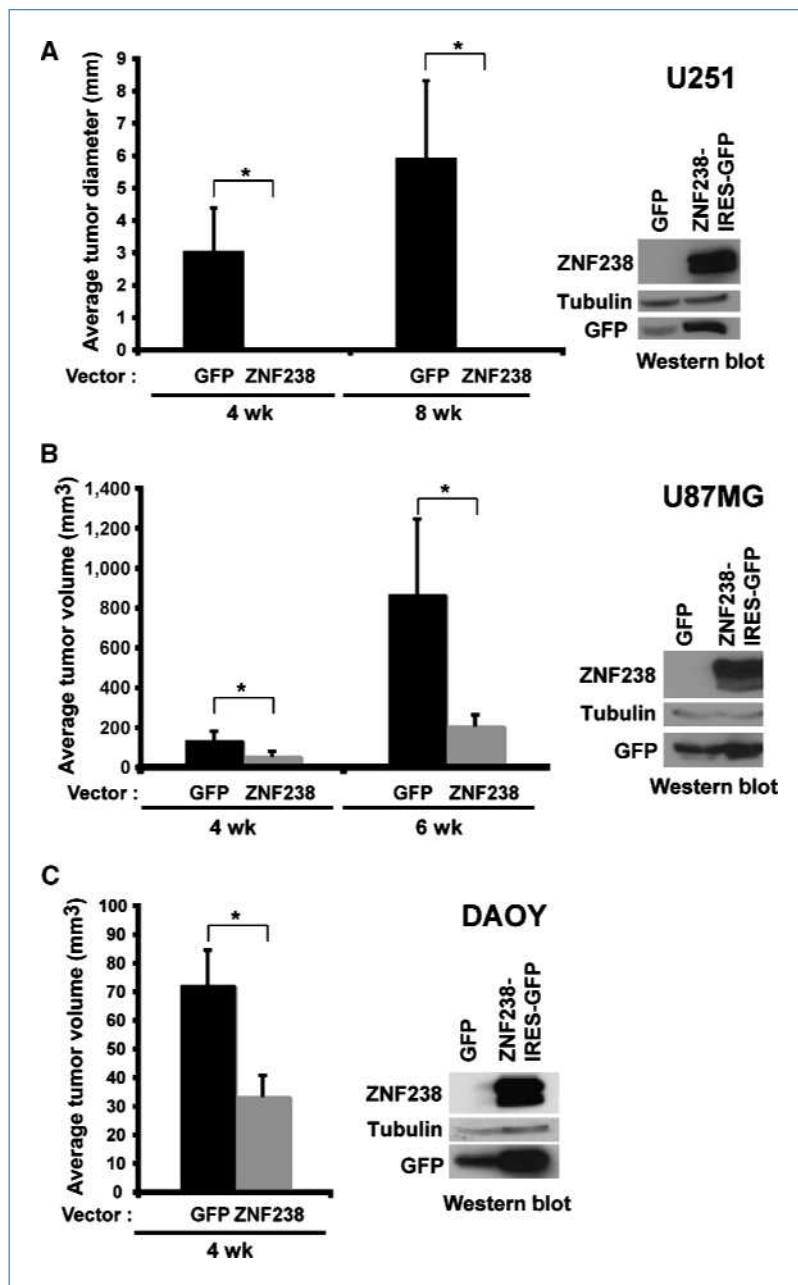 A
Average tumor diameter (mm)
9
8
7
6
5
4
3
2
1
0
*
*
Vector : GFP ZNF238 GFP ZNF238
4 wk 8 wk
U251
GFP
ZNF238-
IRES-GFP
ZNF238
Tubulin
GFP
Western blot
B
Average tumor volume (mm3)
1,400
1,200
1,000
800
600
400
200
0
*
*
Vector : GFP ZNF238 GFP ZNF238
4 wk 6 wk
U87MG
GFP
ZNF238-
IRES-GFP
ZNF238
Tubulin
GFP
Western blot
C
Average tumor volume (mm3)
100
90
80
70
60
50
40
30
20
10
0
*
Vector : GFP ZNF238
4 wk
DAOY
GFP
ZNF238-
IRES-GFP
ZNF238
Tubulin
GFP
Western blot